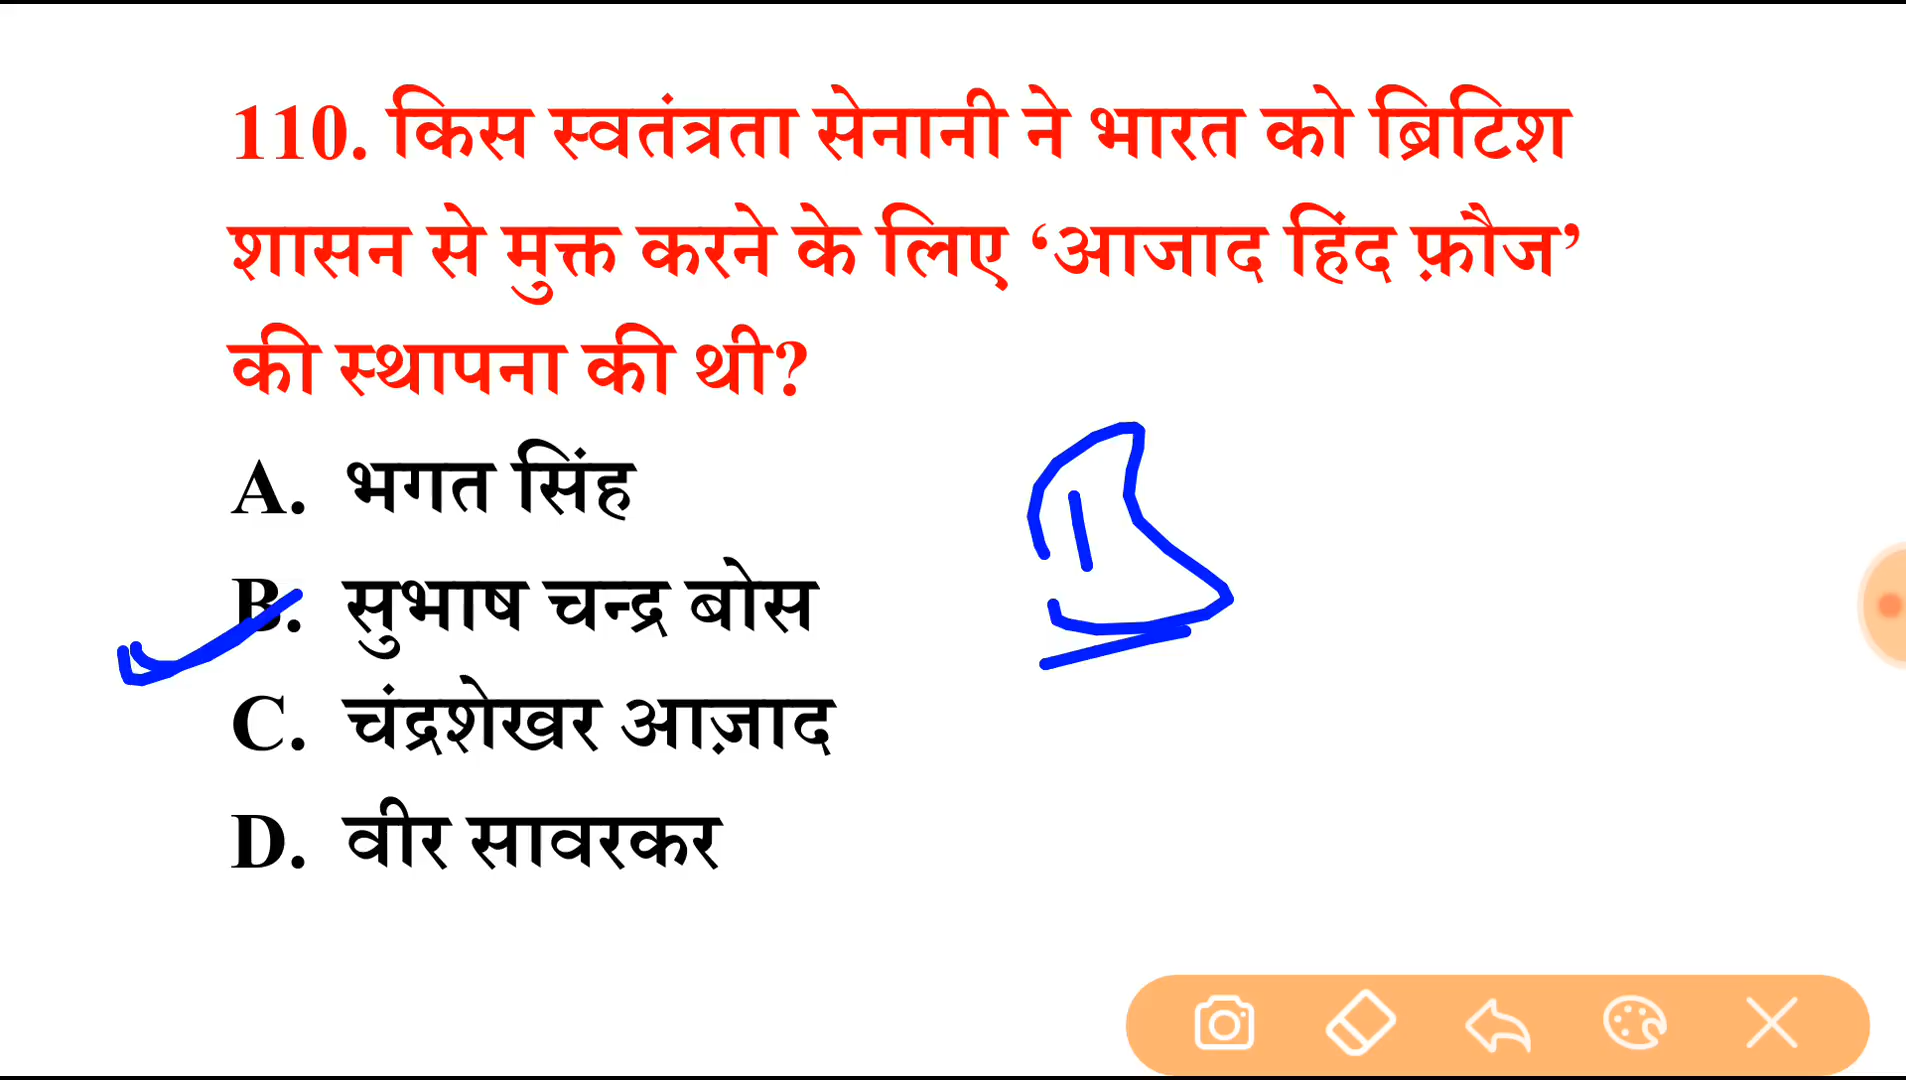 110. किस स्वतंत्रता सेनानी ने भारत को ब्रिटिश
शासन से मुक्त करने के लिए ‘आजाद हिंद फ़ौज’
की स्थापना की थी?
A. भगत सिंह
B. सुभाष चन्द्र बोस
C. चंद्रशेखर आज़ाद
D. वीर सावरकर